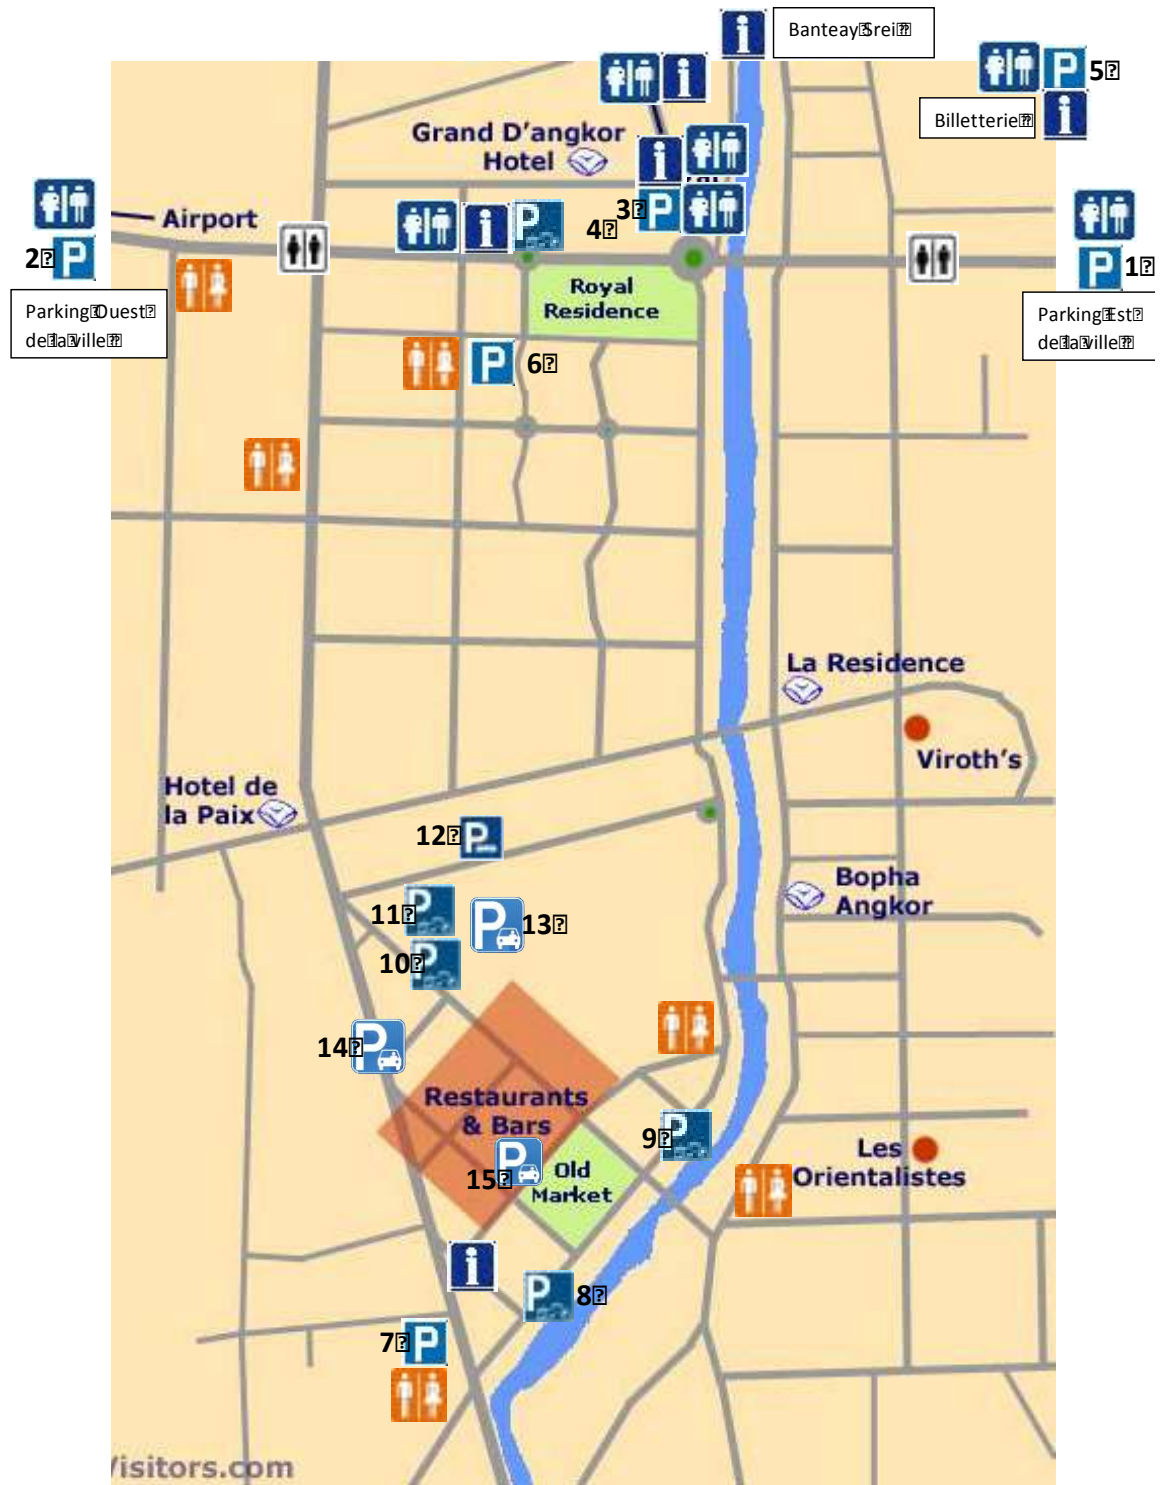 Banteay Srei
5
Billetterie
Grand D'angkor
Hotel
Airport
3
4
2
1
Parking Ouest
de la ville
Royal
Residence
Parking Est
de la ville
6
La Residence
Viroth's
Hotel de
la Paix
12
Bopha
Angkor
11
13
10
14
Restaurants
& Bars
9
Les
Orientalistes
15
Old
Market
8
7
isitors.com